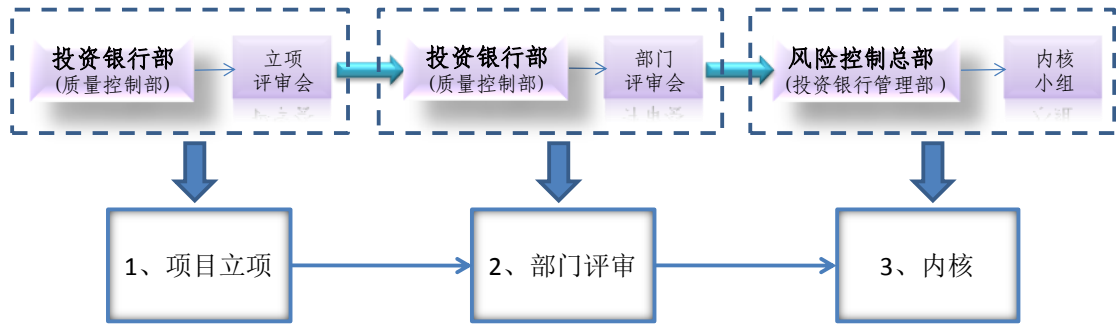 投资银行部
(质量控制部)
立项
评审会
投资银行部
(质量控制部)
部门
评审会
风险控制总部
(投资银行管理部)
内核
小组
1、项目立项
2、部门评审
3、内核